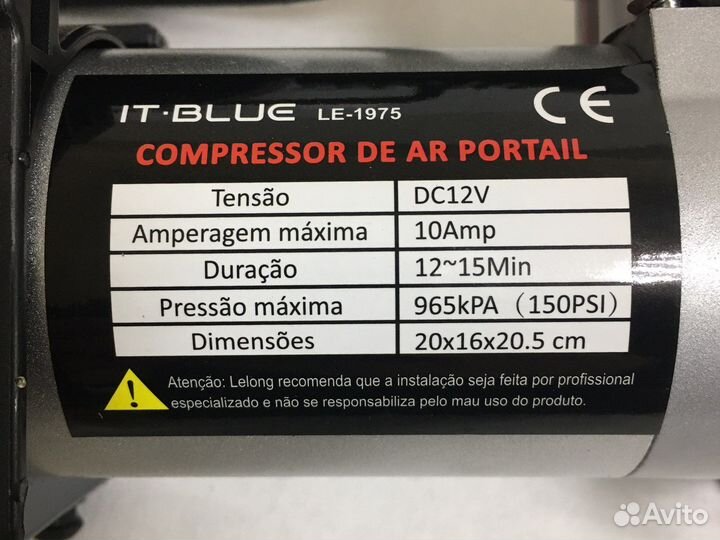 IT·BLUE LE-1975 CE
COMPRESSOR DE AR PORTAIL
Tensão DC12V
Amperagem máxima 10Amp
Duração 12~15Min
Pressão máxima 965kPA（150PSI）
Dimensões 20x16x20.5 cm
Atenção: Lelong recomenda que a instalação seja feita por profissional
especializado e não se responsabiliza pelo mau uso do produto.
Avito